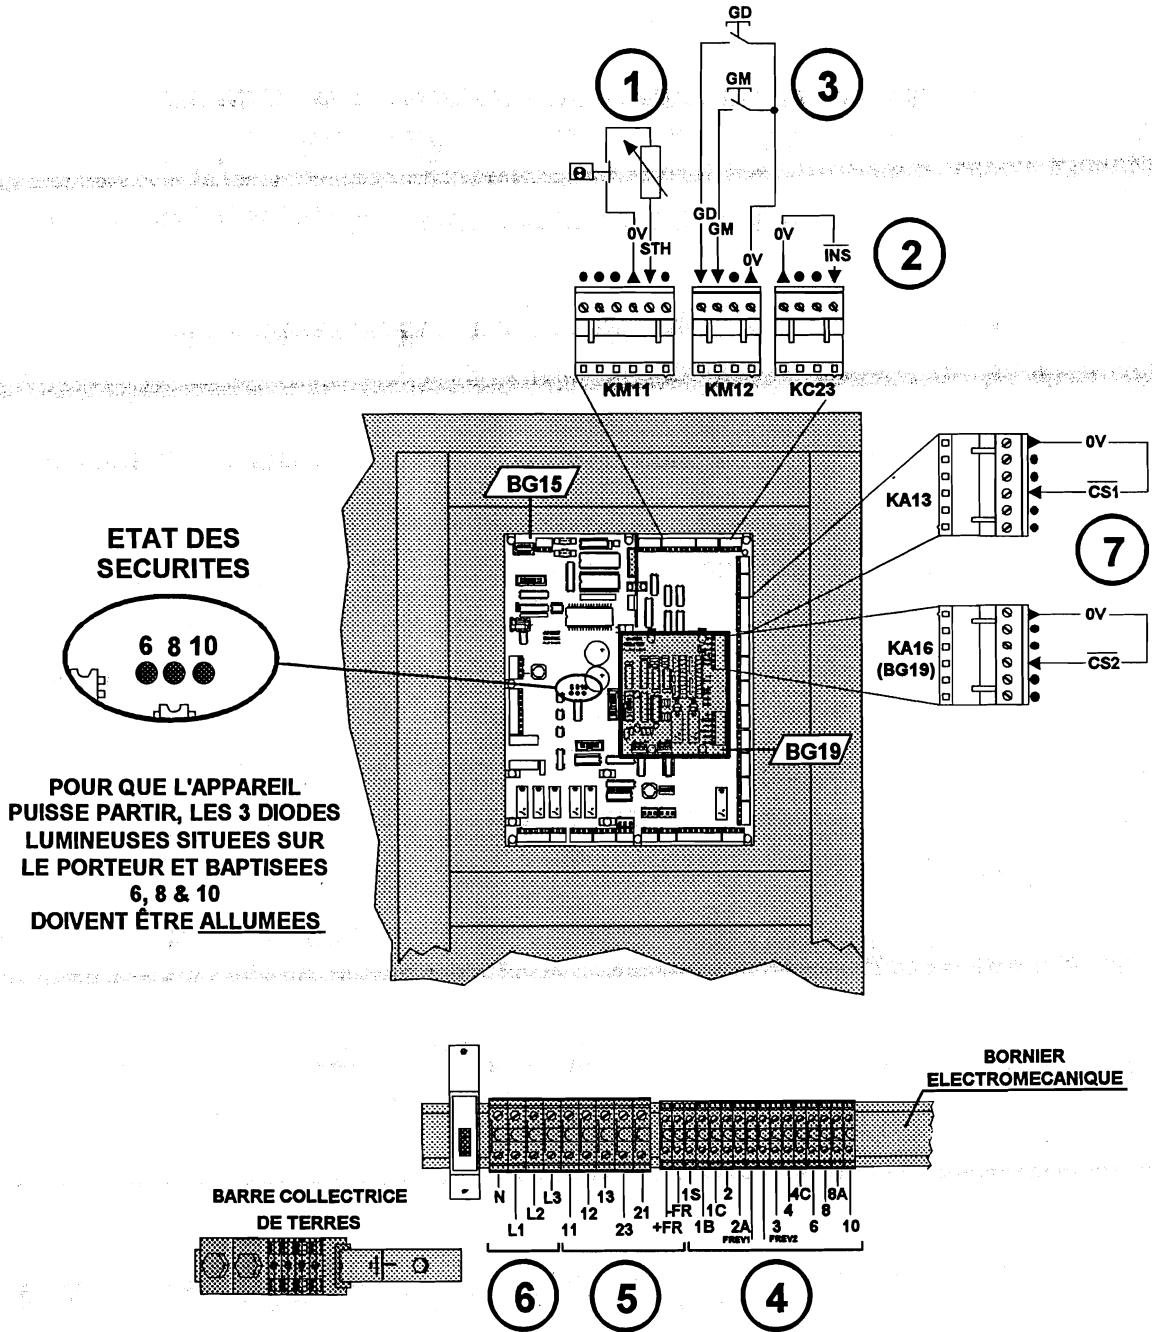 GD
1
GM
3
θ
GD
GM
0V
STH
0V
0V
INS
2
KM11
KM12
KC23
BG15
KA13
0V
CS1
7
ETAT DES
SECURITES
6 8 10
KA16
(BG19)
0V
CS2
BG19
POUR QUE L'APPAREIL
PUISSE PARTIR, LES 3 DIODES
LUMINEUSES SITUEES SUR
LE PORTEUR ET BAPTISEES
6, 8 & 10
DOIVENT ÊTRE ALLUMEES
BORNIER
ELECTROMECANIQUE
BARRE COLLECTRICE
DE TERRES
N L1 L2 L3 11 12 13 23 21 +FR -FR 1S 1B 1C 2 2A FREV1 FREV2 3 4 4C 6 8 8A 10
6
5
4